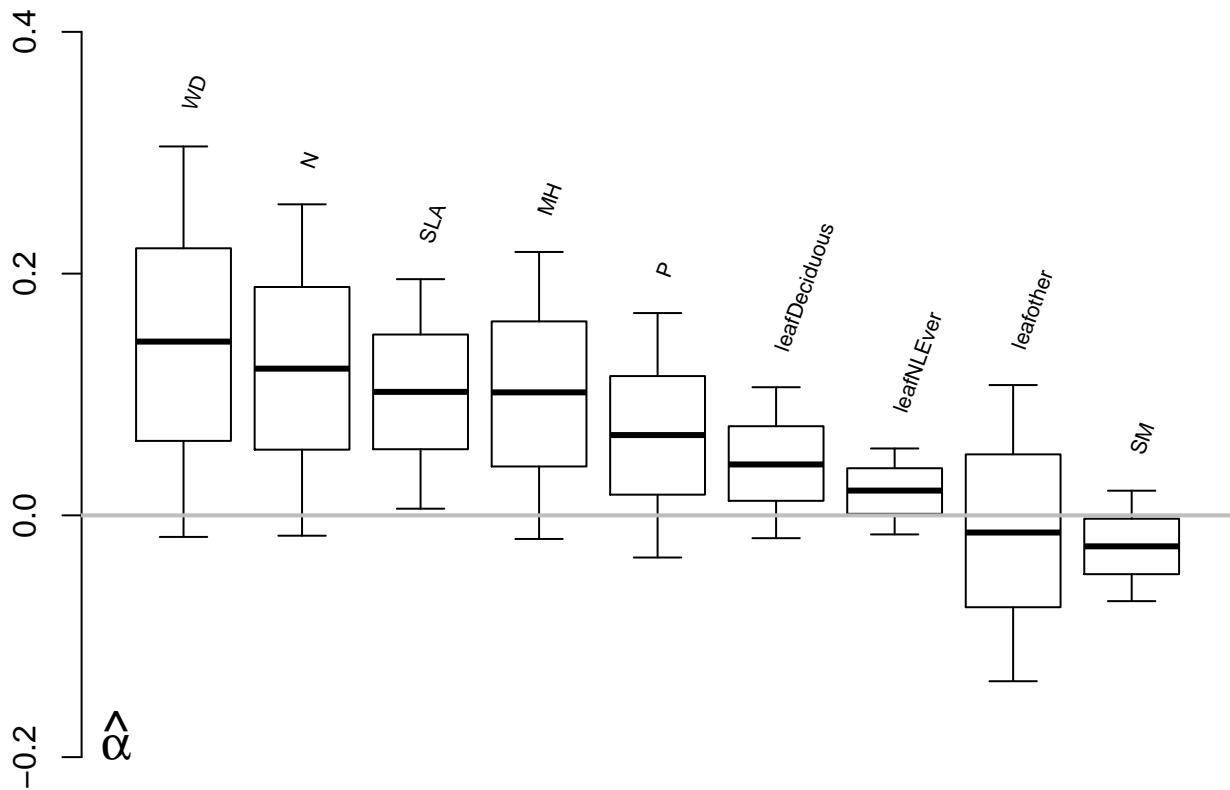 0.4
0.2
0.0
−0.2
α̂
WD
N
SLA
MH
P
leafDeciduous
leafNLEver
leafother
SM